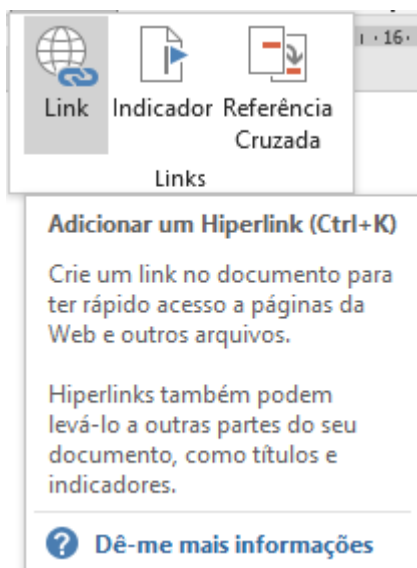 · 16 ·
Link Indicador Referência
Cruzada
Links
Adicionar um Hiperlink (Ctrl+K)
Crie um link no documento para
ter rápido acesso a páginas da
Web e outros arquivos.
Hiperlinks também podem
levá-lo a outras partes do seu
documento, como títulos e
indicadores.
? Dê-me mais informações